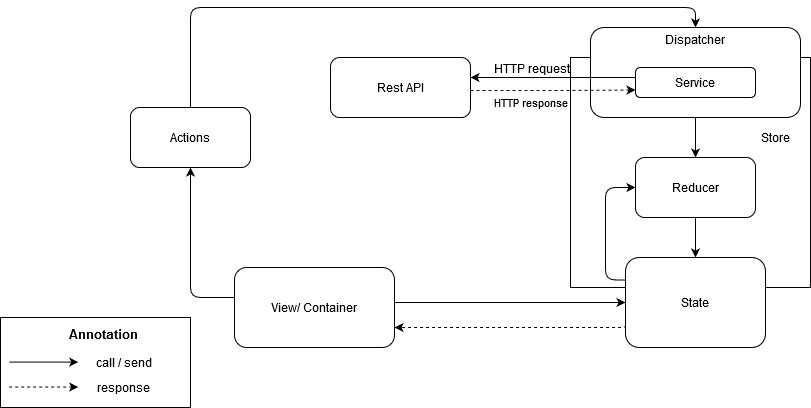 Dispatcher
HTTP request
Service
Rest API
HTTP response
Actions
Store
Reducer
View/ Container
State
Annotation
call / send
response